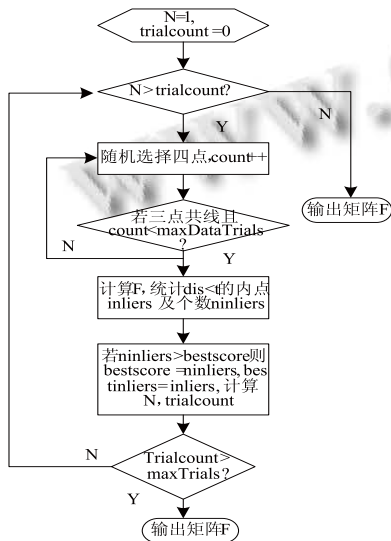 N=1,
trialcount =0
N>trialcount?
Y
N
随机选择四点,count++
输出矩阵F
若三点共线且
count<maxDataTrials
?
N
Y
计算F,统计dis<t的内点
inliers 及个数ninliers
若ninliers>bestscore则
bestscore =ninliers, bes
tinliers=inliers, 计算
N, trialcount
N
Trialcount>
maxTrials?
Y
输出矩阵F